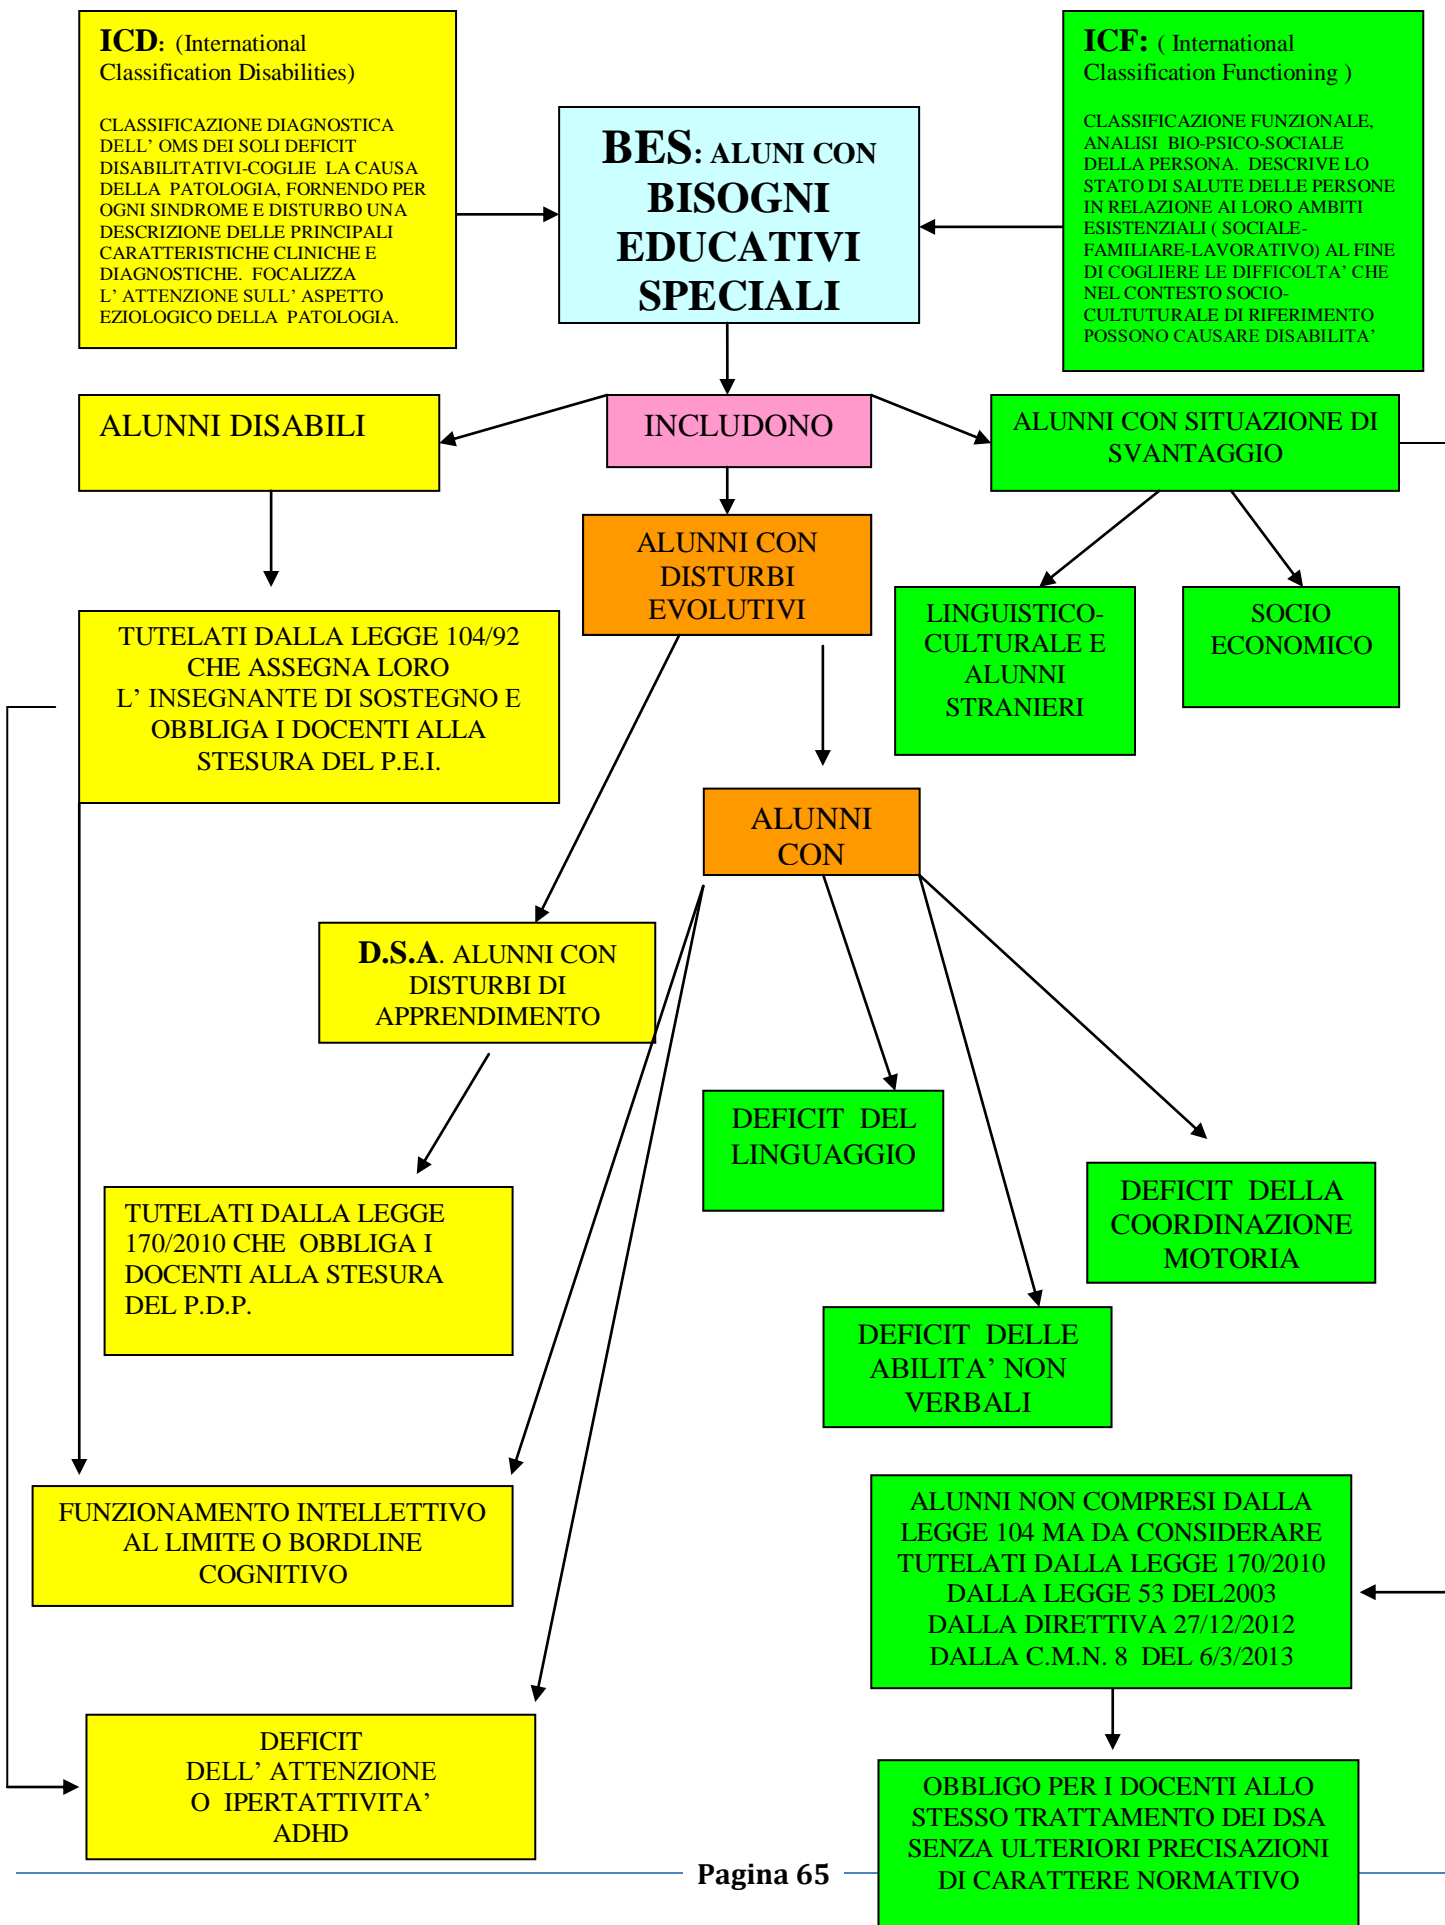 ICD: (International
Classification Disabilities)
CLASSIFICAZIONE DIAGNOSTICA
DELL’ OMS DEI SOLI DEFICIT
DISABILITATIVI-COGLIE LA CAUSA
DELLA PATOLOGIA, FORNENDO PER
OGNI SINDROME E DISTURBO UNA
DESCRIZIONE DELLE PRINCIPALI
CARATTERISTICHE CLINICHE E
DIAGNOSTICHE. FOCALIZZA
L’ ATTENZIONE SULL’ ASPETTO
EZIOLOGICO DELLA PATOLOGIA.
BES: ALUNI CON
BISOGNI
EDUCATIVI
SPECIALI
ICF: ( International
Classification Functioning )
CLASSIFICAZIONE FUNZIONALE,
ANALISI BIO-PSICO-SOCIALE
DELLA PERSONA. DESCRIVE LO
STATO DI SALUTE DELLE PERSONE
IN RELAZIONE AI LORO AMBITI
ESISTENZIALI ( SOCIALE-
FAMILIARE-LAVORATIVO) AL FINE
DI COGLIERE LE DIFFICOLTA’ CHE
NEL CONTESTO SOCIO-
CULTUTURALE DI RIFERIMENTO
POSSONO CAUSARE DISABILITA’
ALUNNI DISABILI
INCLUDONO
ALUNNI CON SITUAZIONE DI
SVANTAGGIO
ALUNNI CON
DISTURBI
EVOLUTIVI
LINGUISTICO-
CULTURALE E
ALUNNI
STRANIERI
SOCIO
ECONOMICO
TUTELATI DALLA LEGGE 104/92
CHE ASSEGNA LORO
L’ INSEGNANTE DI SOSTEGNO E
OBBLIGA I DOCENTI ALLA
STESURA DEL P.E.I.
ALUNNI
CON
D.S.A. ALUNNI CON
DISTURBI DI
APPRENDIMENTO
DEFICIT DEL
LINGUAGGIO
DEFICIT DELLA
COORDINAZIONE
MOTORIA
TUTELATI DALLA LEGGE
170/2010 CHE OBBLIGA I
DOCENTI ALLA STESURA
DEL P.D.P.
DEFICIT DELLE
ABILITA’ NON
VERBALI
FUNZIONAMENTO INTELLETTIVO
AL LIMITE O BORDLINE
COGNITIVO
ALUNNI NON COMPRESI DALLA
LEGGE 104 MA DA CONSIDERARE
TUTELATI DALLA LEGGE 170/2010
DALLA LEGGE 53 DEL2003
DALLA DIRETTIVA 27/12/2012
DALLA C.M.N. 8 DEL 6/3/2013
DEFICIT
DELL’ ATTENZIONE
O IPERTATTIVITA’
ADHD
OBBLIGO PER I DOCENTI ALLO
STESSO TRATTAMENTO DEI DSA
SENZA ULTERIORI PRECISAZIONI
DI CARATTERE NORMATIVO
Pagina 65